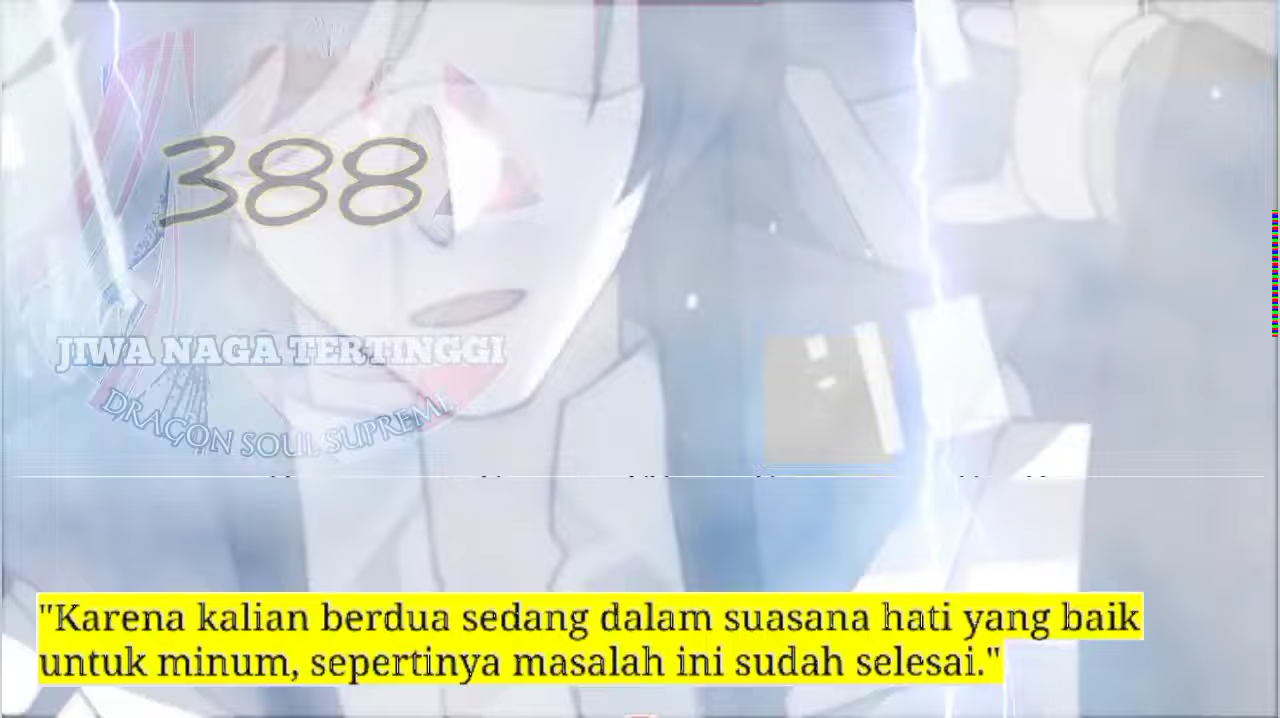 388
JIWA NAGA TERTINGGI
DRAGON SOUL SUPREME
"Karena kalian berdua sedang dalam suasana hati yang baik
untuk minum, sepertinya masalah ini sudah selesai."